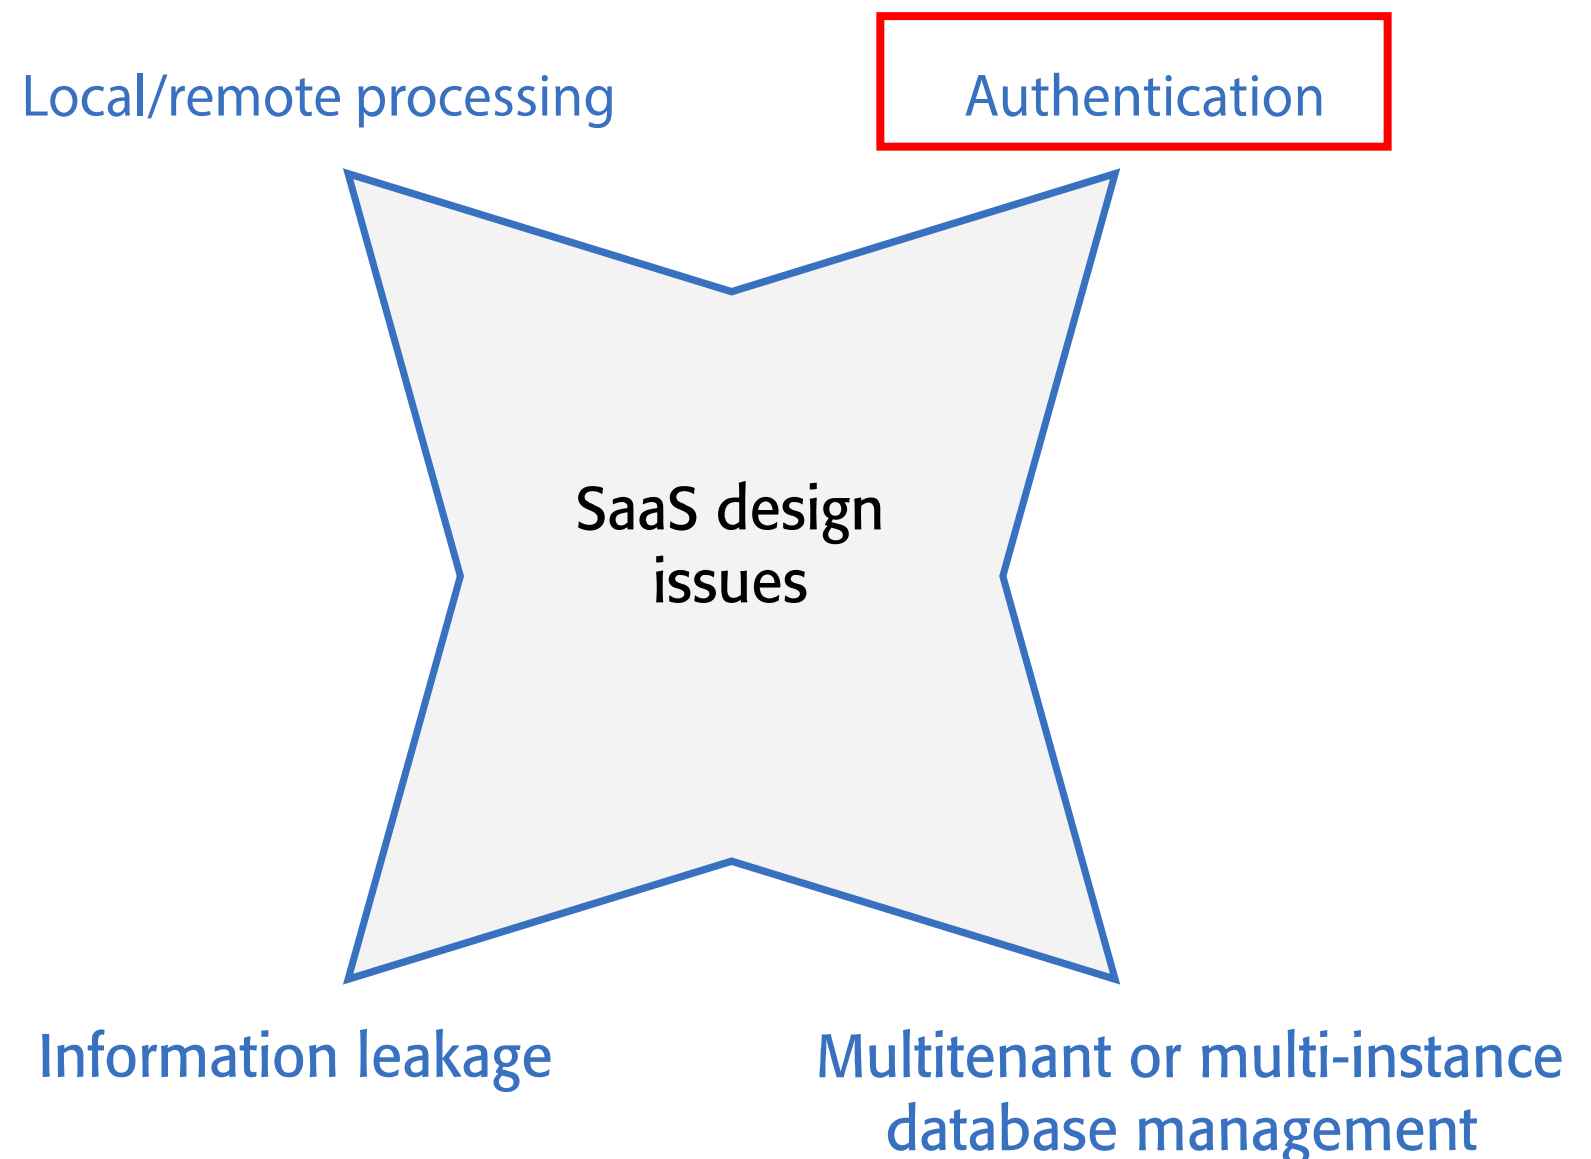 Local/remote processing
Authentication
SaaS design
issues
Information leakage
Multitenant or multi-instance
database management